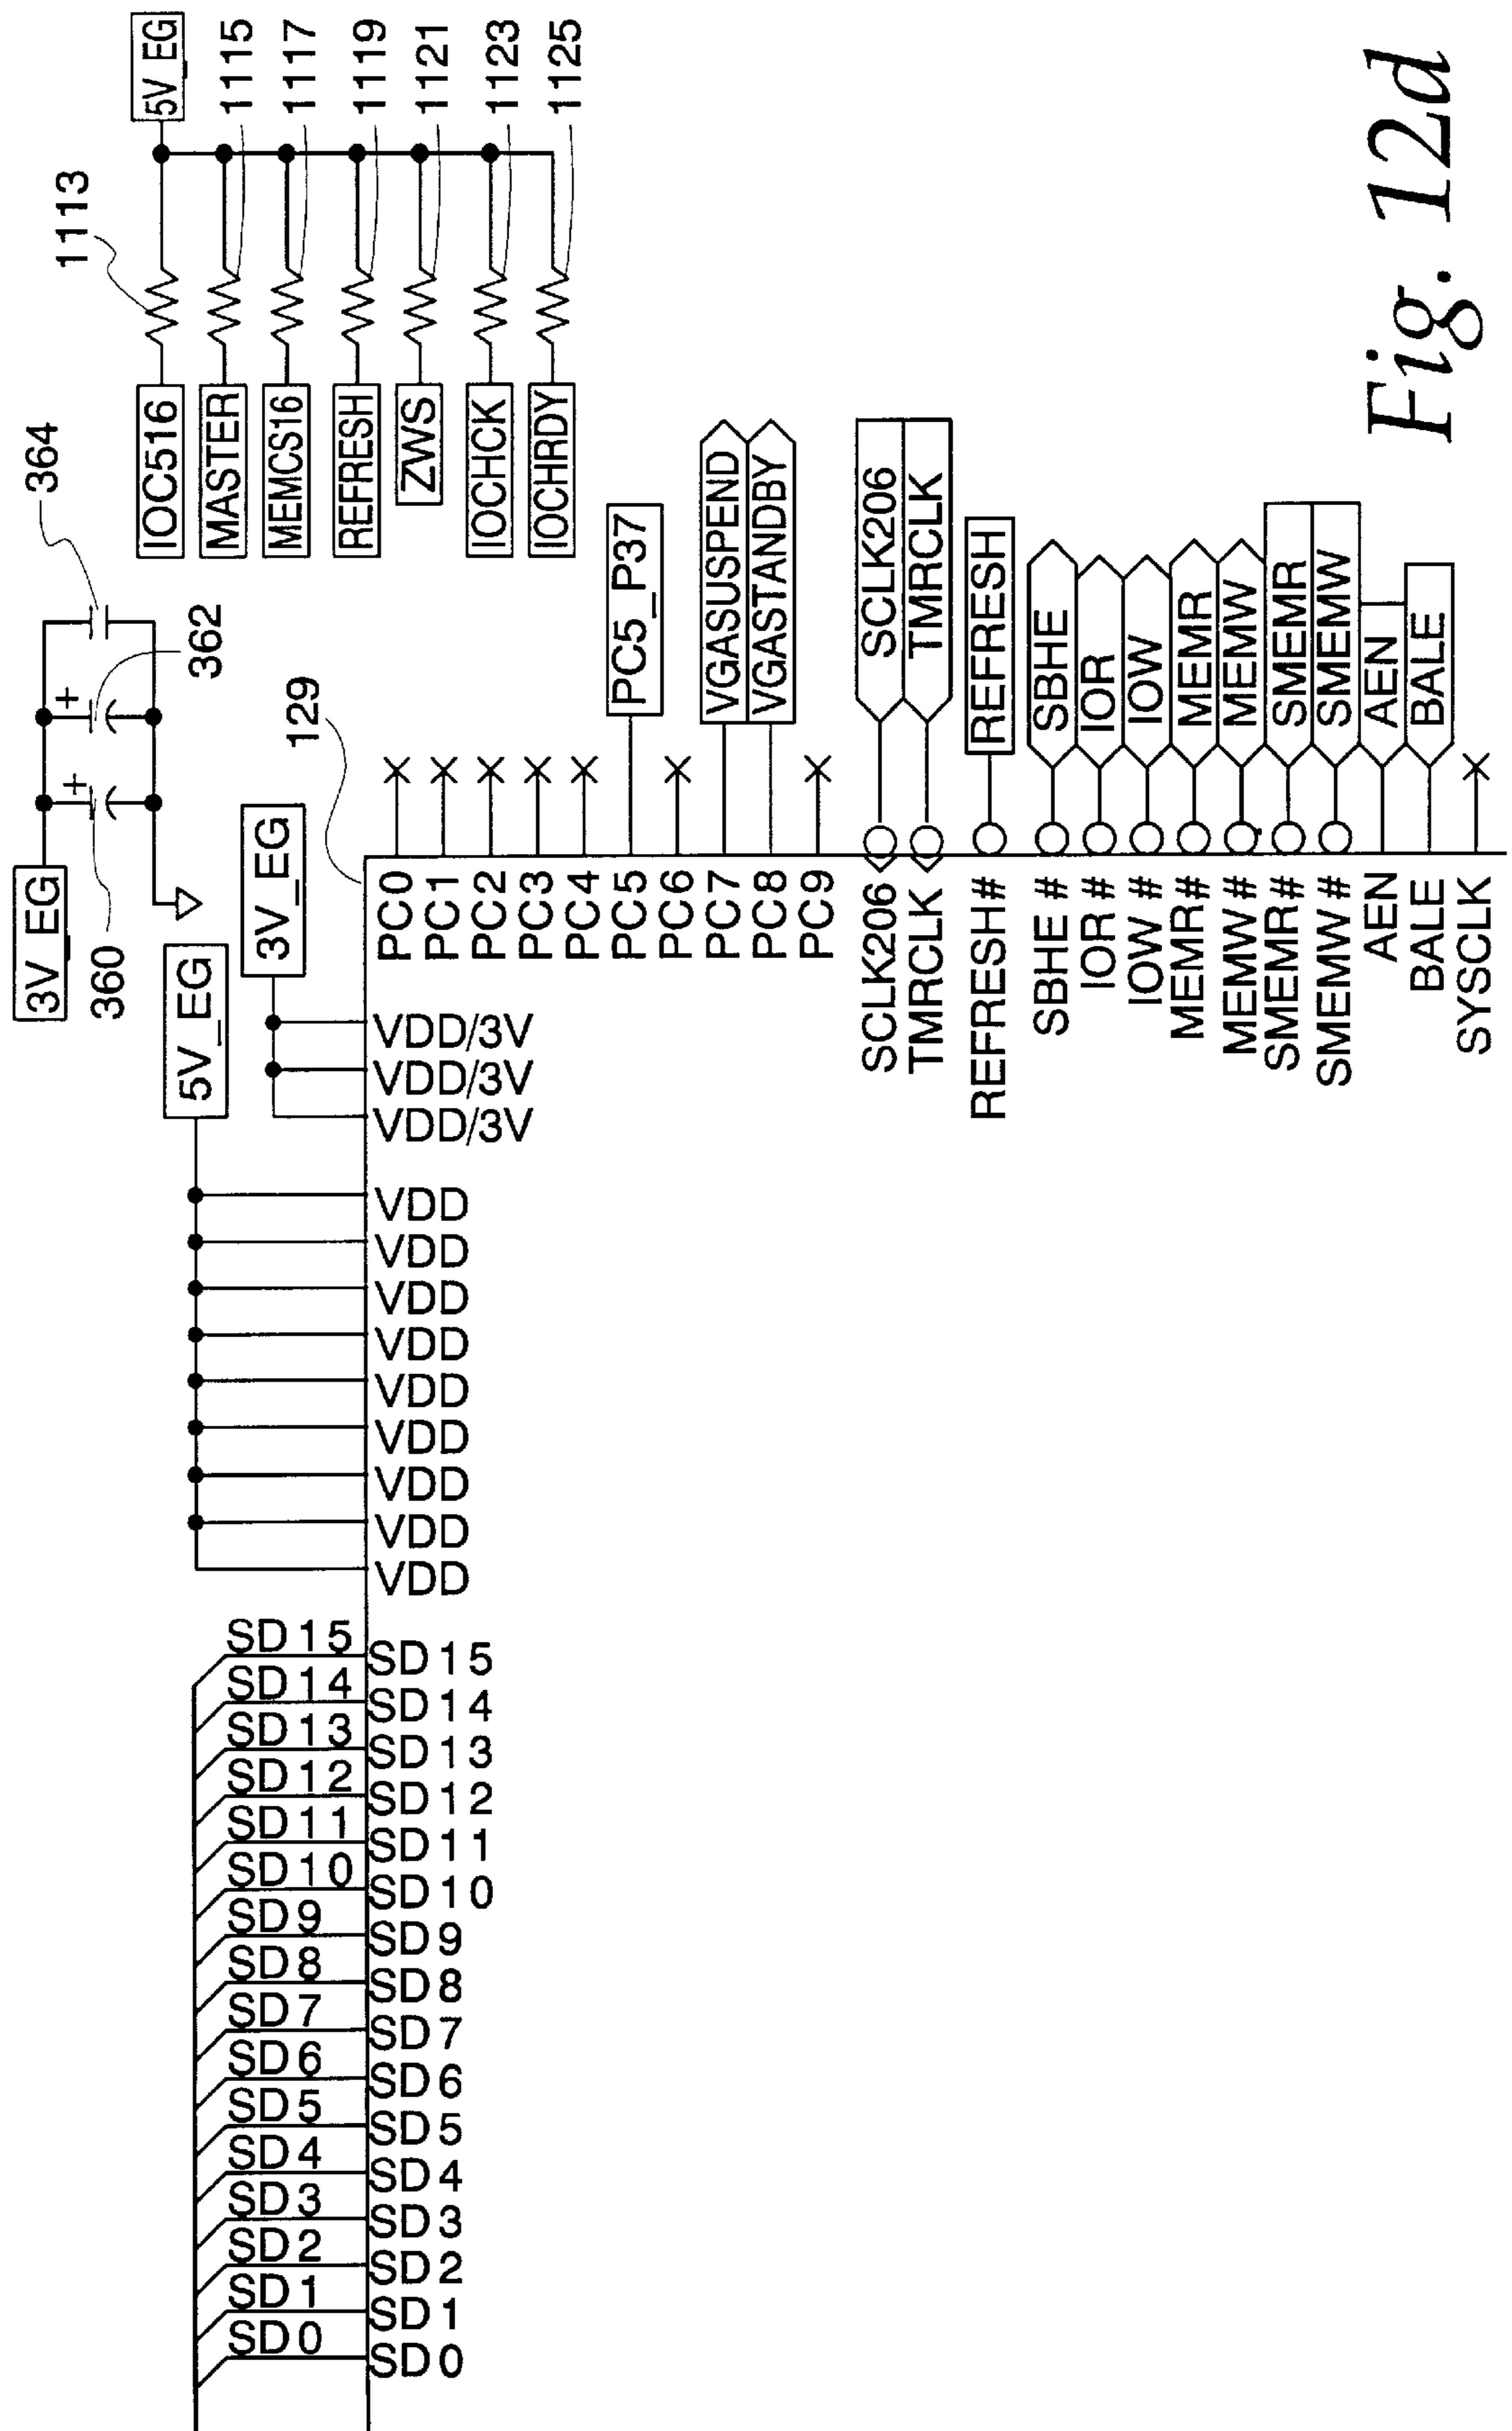 3V_EG
360
362
364
5V_EG
1113
1115
1117
1119
1121
1123
1125
IOC516
MASTER
MEMCS16
REFRESH
ZWS
IOCHCK
IOCHRDY
5V_EG
3V_EG
129
SD15
SD14
SD13
SD12
SD11
SD10
SD9
SD8
SD7
SD6
SD5
SD4
SD3
SD2
SD1
SD0
SD0
SD1
SD2
SD3
SD4
SD5
SD6
SD7
SD8
SD9
SD10
SD11
SD12
SD13
SD14
SD15
VDD
VDD
VDD
VDD
VDD
VDD
VDD
VDD
VDD
VDD/3V
VDD/3V
VDD/3V
PC0
PC1
PC2
PC3
PC4
PC5 PC5_P37
PC6
PC7 VGASUSPEND
PC8 VGASTANDBY
PC9
SCLK206 SCLK206
TMRCLK TMRCLK
REFRESH# REFRESH
SBHE # SBHE
IOR # IOR
IOW # IOW
MEMR# MEMR
MEMW # MEMW
SMEMR# SMEMR
SMEMW # SMEMW
AEN AEN
BALE BALE
SYSCLK
Fig. 12d